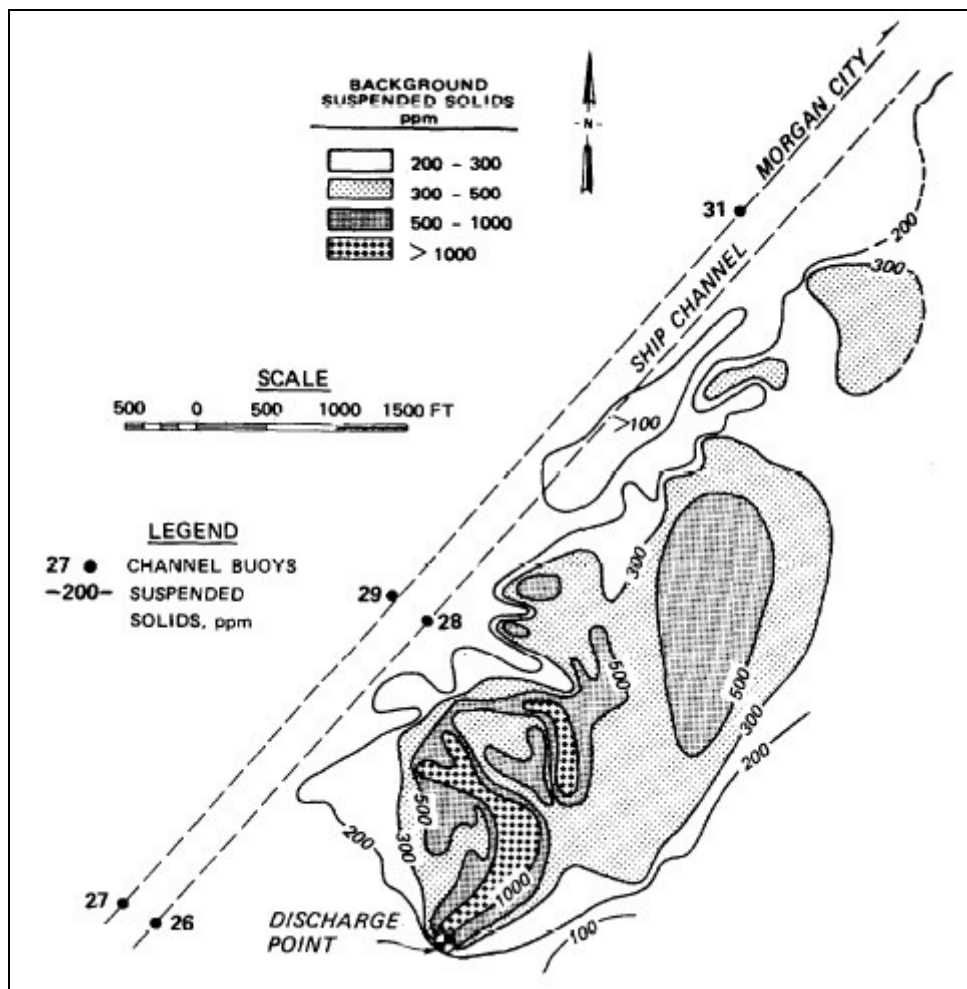 BACKGROUND
SUSPENDED SOLIDS
ppm
200 - 300
300 - 500
500 - 1000
> 1000
-N-
MORGAN CITY
31
SHIP CHANNEL
200
300
SCALE
500 0 500 1000 1500 FT
>100
LEGEND
27 ● CHANNEL BUOYS
-200- SUSPENDED
SOLIDS, ppm
29
28
300
500
500
300
200
500
200
300
1000
27
26
DISCHARGE
POINT
100